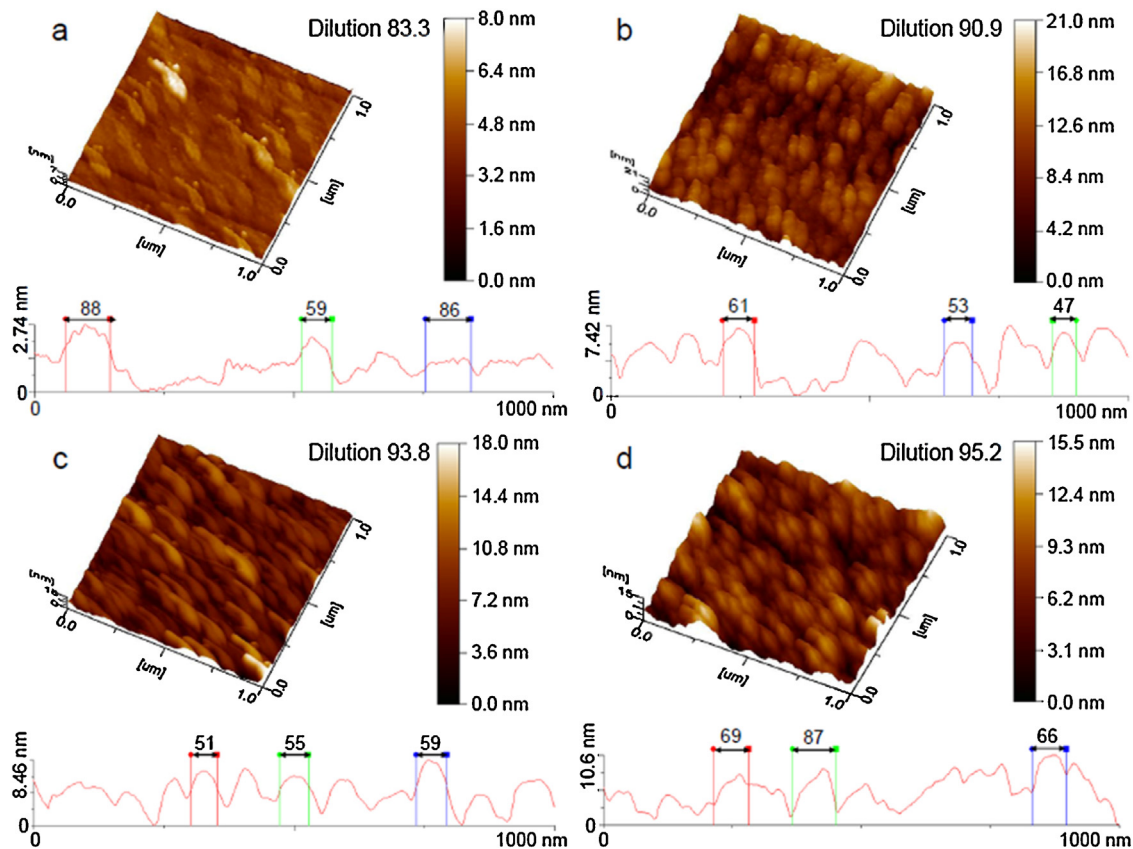 a
Dilution 83.3
8.0 nm
6.4 nm
4.8 nm
3.2 nm
1.6 nm
0.0 nm
1.0
[um]
0.0
0.0
[um]
1.0
88
59
86
2.74 nm
0
0
1000 nm
b
Dilution 90.9
21.0 nm
16.8 nm
12.6 nm
8.4 nm
4.2 nm
0.0 nm
1.0
[um]
0.0
0.0
[um]
1.0
61
53
47
7.42 nm
0
0
1000 nm
c
Dilution 93.8
18.0 nm
14.4 nm
10.8 nm
7.2 nm
3.6 nm
0.0 nm
1.0
[um]
0.0
0.0
[um]
1.0
51
55
59
8.46 nm
0
0
1000 nm
d
Dilution 95.2
15.5 nm
12.4 nm
9.3 nm
6.2 nm
3.1 nm
0.0 nm
1.0
[um]
0.0
[nm]
15
0
0.0
[um]
1.0
69
87
66
10.6 nm
0
0
1000 nm